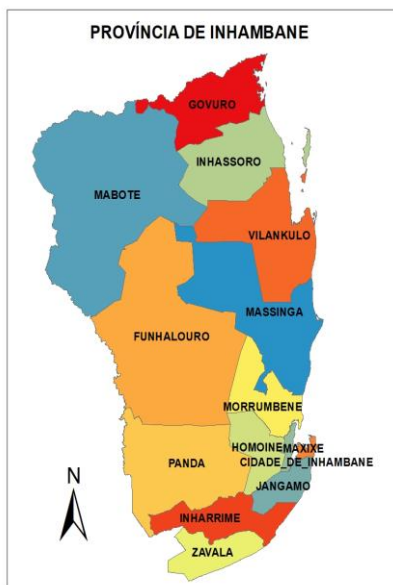 PROVÍNCIA DE INHAMBANE
GOVURO
INHASSORO
MABOTE
VILANKULO
MASSINGA
FUNHALOURO
MORRUMBENE
HOMOINE
MAXIXE
CIDADE_DE_INHAMBANE
PANDA
JANGAMO
N
INHARRIME
ZAVALA